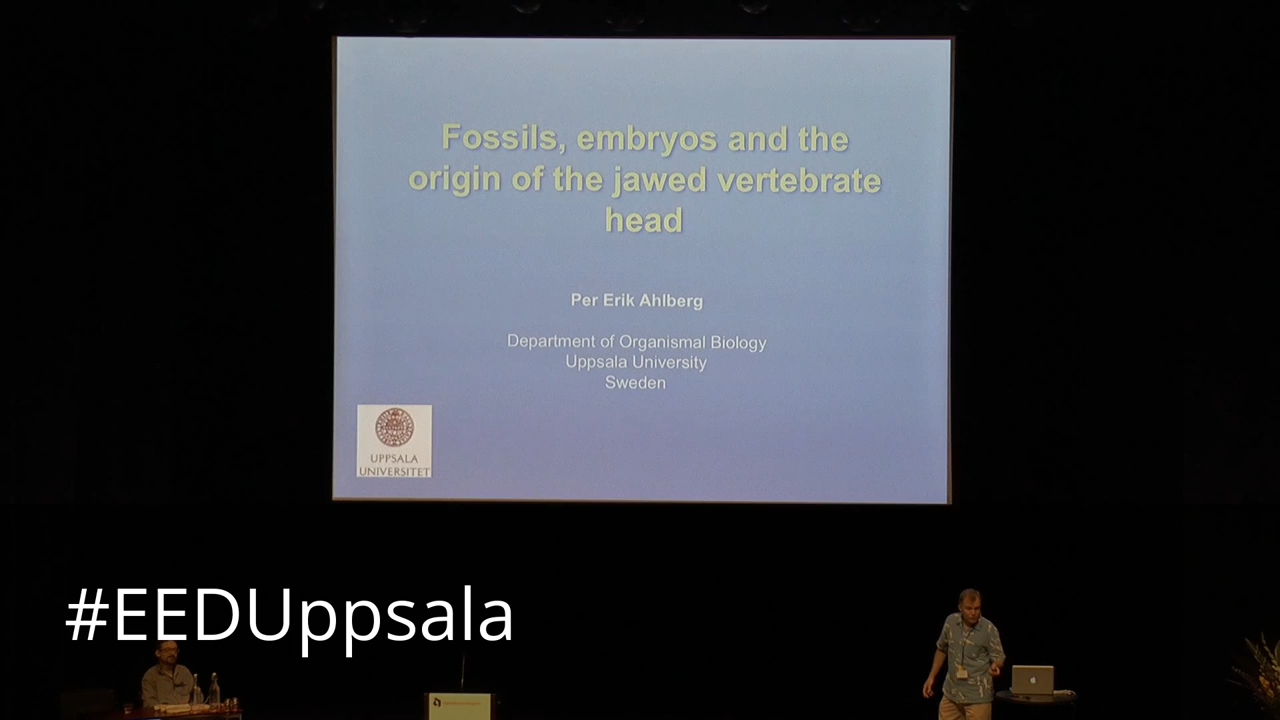 Fossils, embryos and the
origin of the jawed vertebrate
head
Per Erik Ahlberg
Department of Organismal Biology
Uppsala University
Sweden
UPPSALA
UNIVERSITET
#EEDUppsala